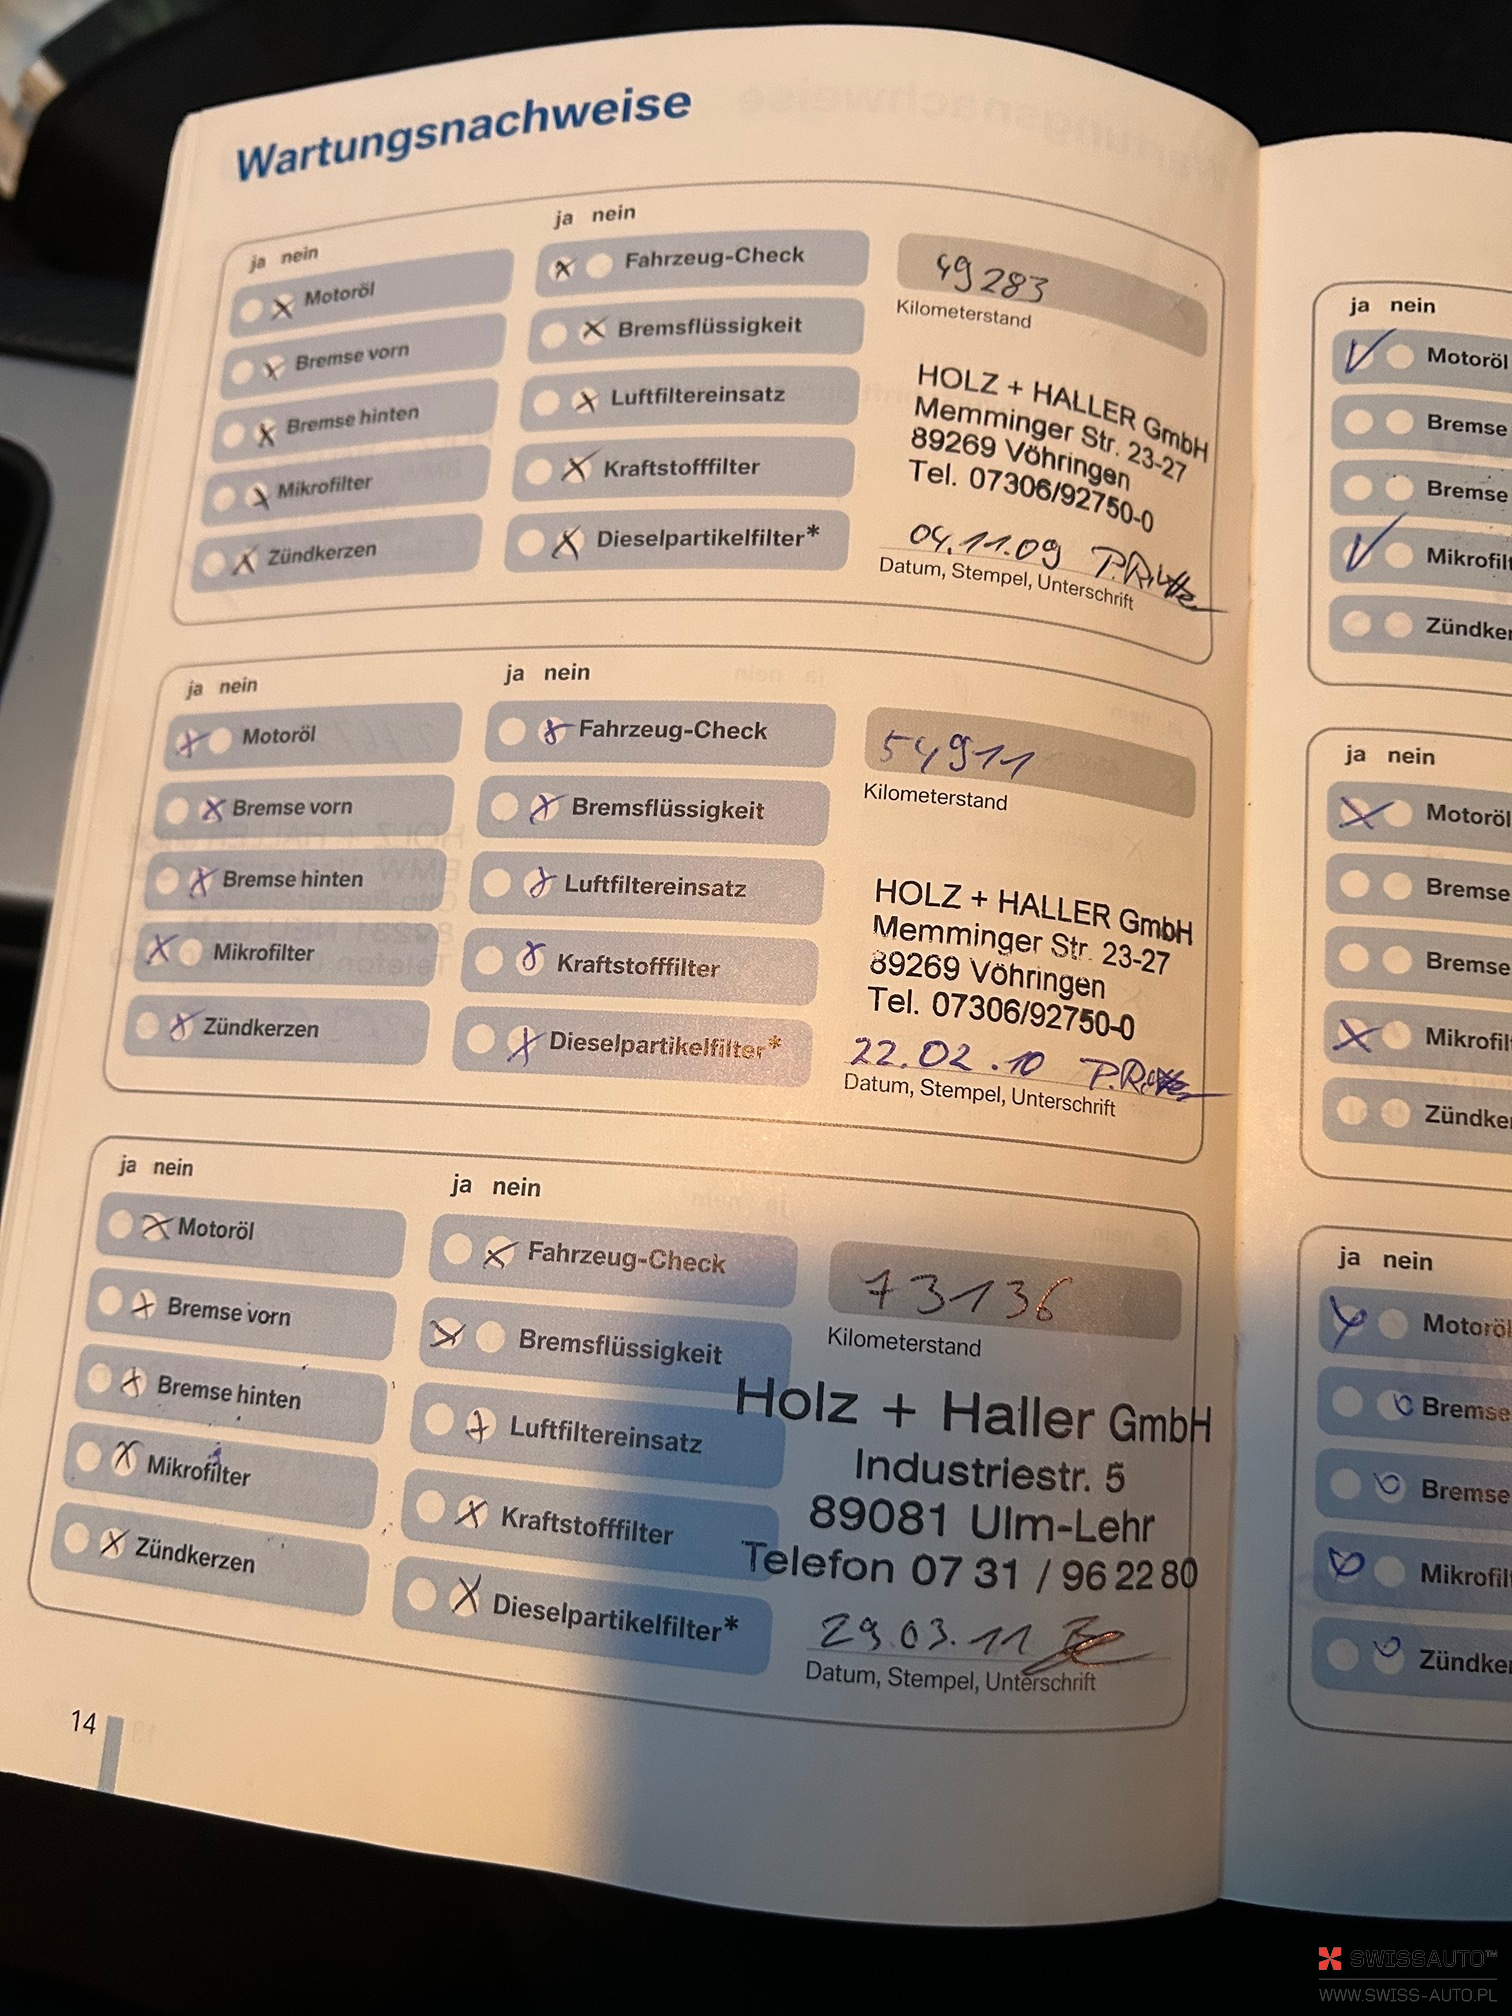 Wartungsnachweise
ja nein
Motoröl
Bremse vorn
Bremse hinten
Mikrofilter
Zündkerzen
ja nein
Fahrzeug-Check
Bremsflüssigkeit
Luftfiltereinsatz
Kraftstofffilter
Dieselpartikelfilter*
49283
Kilometerstand
HOLZ + HALLER GmbH
Memminger Str. 23-27
89269 Vöhringen
Tel. 07306/92750-0
04.11.09
Datum, Stempel, Unterschrift
ja nein
Motoröl
Bremse vorn
Bremse hinten
Mikrofilter
Zündkerzen
ja nein
Fahrzeug-Check
Bremsflüssigkeit
Luftfiltereinsatz
Kraftstofffilter
Dieselpartikelfilter*
54911
Kilometerstand
HOLZ + HALLER GmbH
Memminger Str. 23-27
89269 Vöhringen
Tel. 07306/92750-0
22.02.10
Datum, Stempel, Unterschrift
ja nein
Motoröl
Bremse vorn
Bremse hinten
Mikrofilter
Zündkerzen
ja nein
Fahrzeug-Check
Bremsflüssigkeit
Luftfiltereinsatz
Kraftstofffilter
Dieselpartikelfilter*
73136
Kilometerstand
Holz + Haller GmbH
Industriestr. 5
89081 Ulm-Lehr
Telefon 07 31 / 96 22 80
29.03.11
Datum, Stempel, Unterschrift
14
ja nein
Motoröl
Bremse
Bremse
Mikrofilt
Zündker
ja nein
Motoröl
Bremse
Bremse
Mikrofil
Zündke
ja nein
Motoröl
Bremse
Bremse
Mikrofil
Zündker
SWISSAUTO™
WWW.SWISS-AUTO.PL